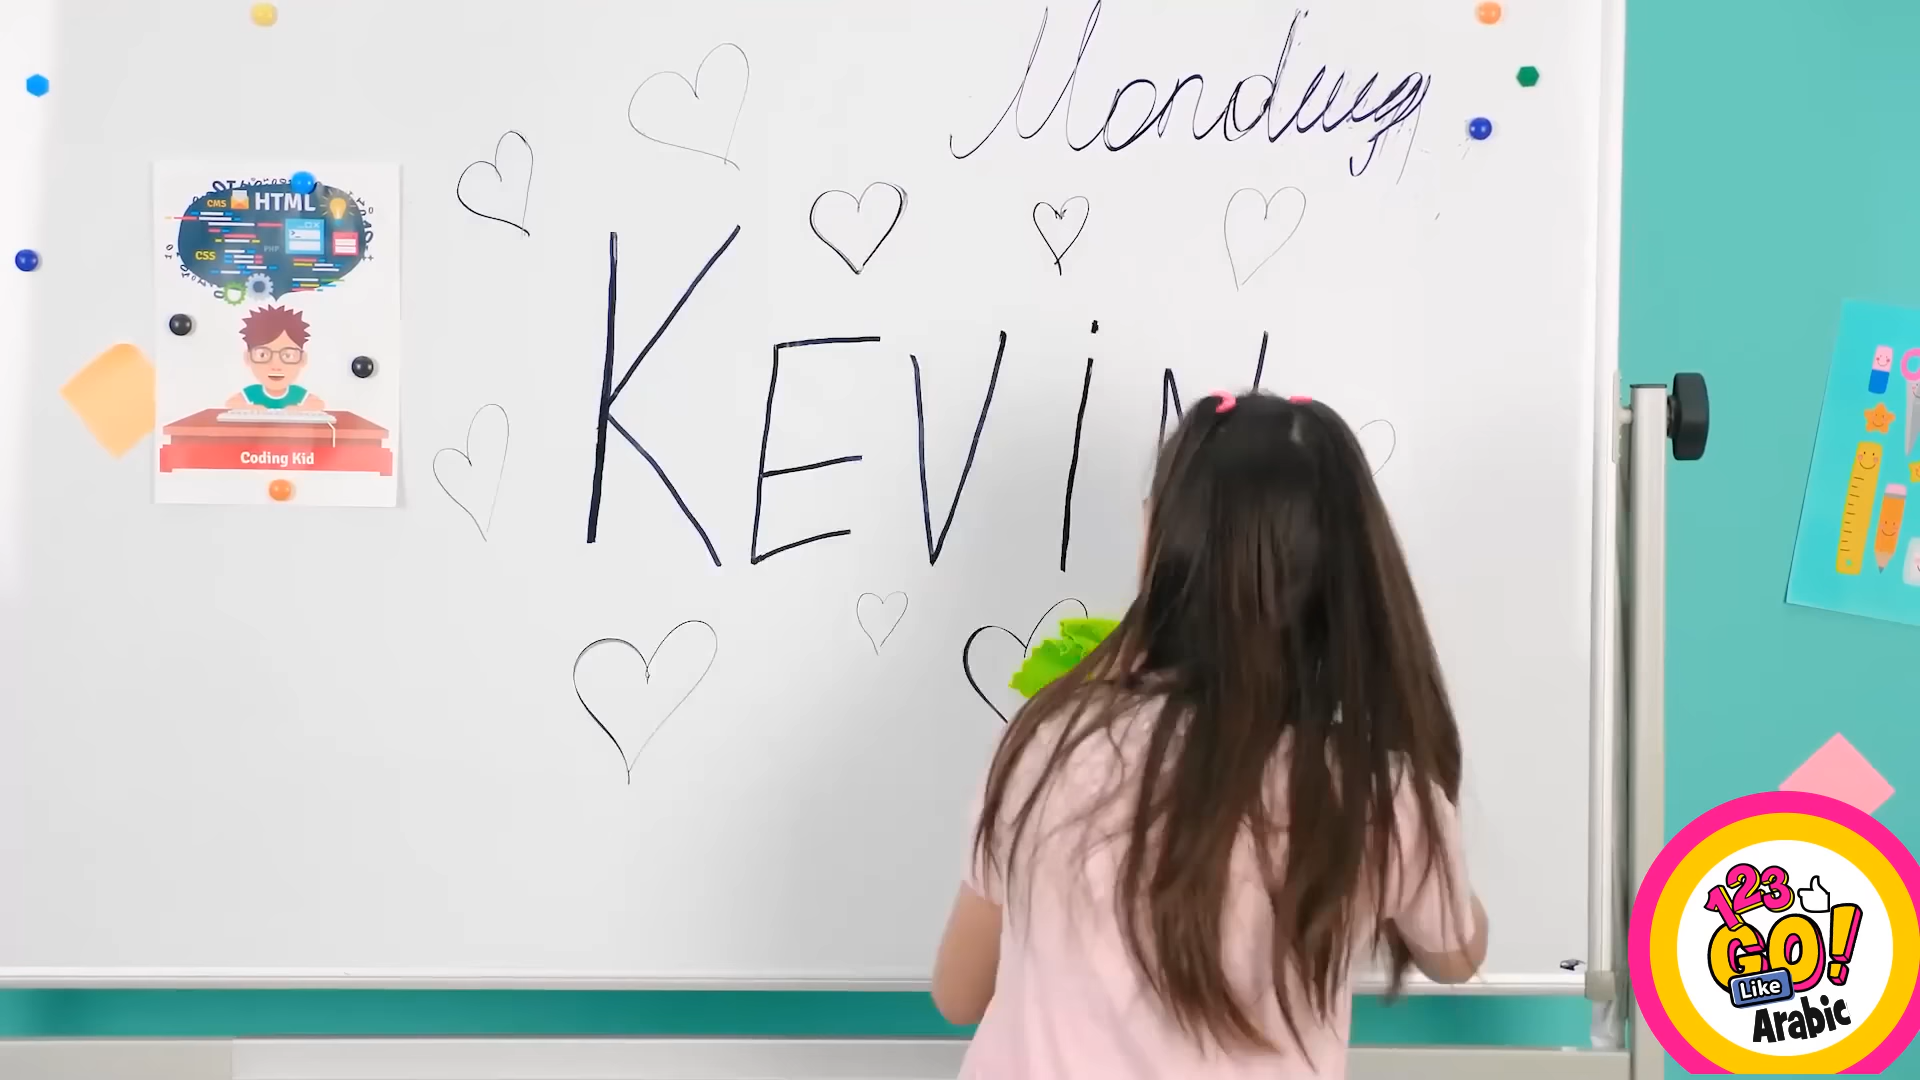 Monday
HTML
CMS
PHP
CSS
KEViN
Coding Kid
123
GO!
Like
Arabic